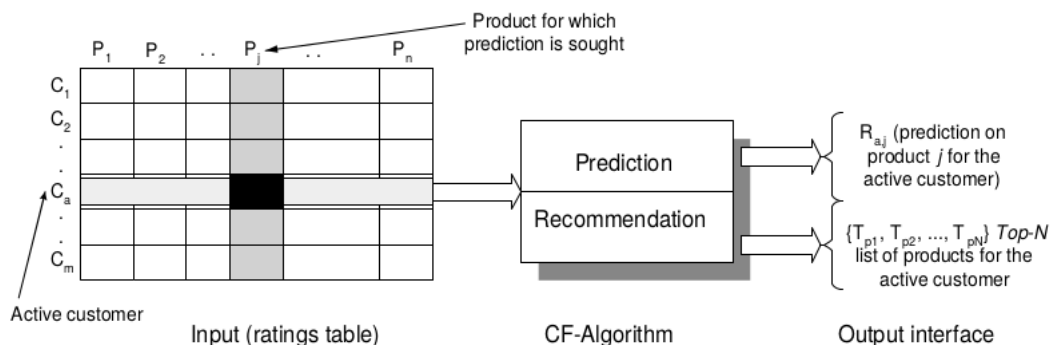 Product for which
prediction is sought
P1 P2 . . Pj . . Pn
C1
C2
.
.
Ca
.
.
Cm
Active customer
Prediction
Recommendation
Ra,j (prediction on
product j for the
active customer)
{Tp1, Tp2, ..., TpN} Top-N
list of products for the
active customer
Input (ratings table) CF-Algorithm Output interface